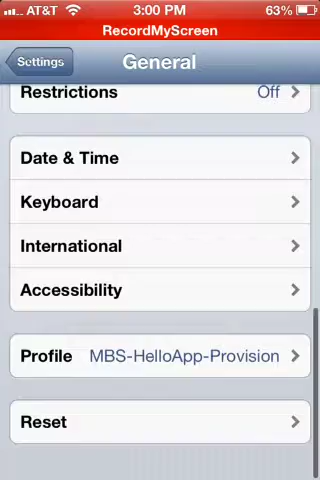 AT&T 3:00 PM 63%
RecordMyScreen
Settings General
Restrictions Off
Date & Time
Keyboard
International
Accessibility
Profile MBS-HelloApp-Provision
Reset